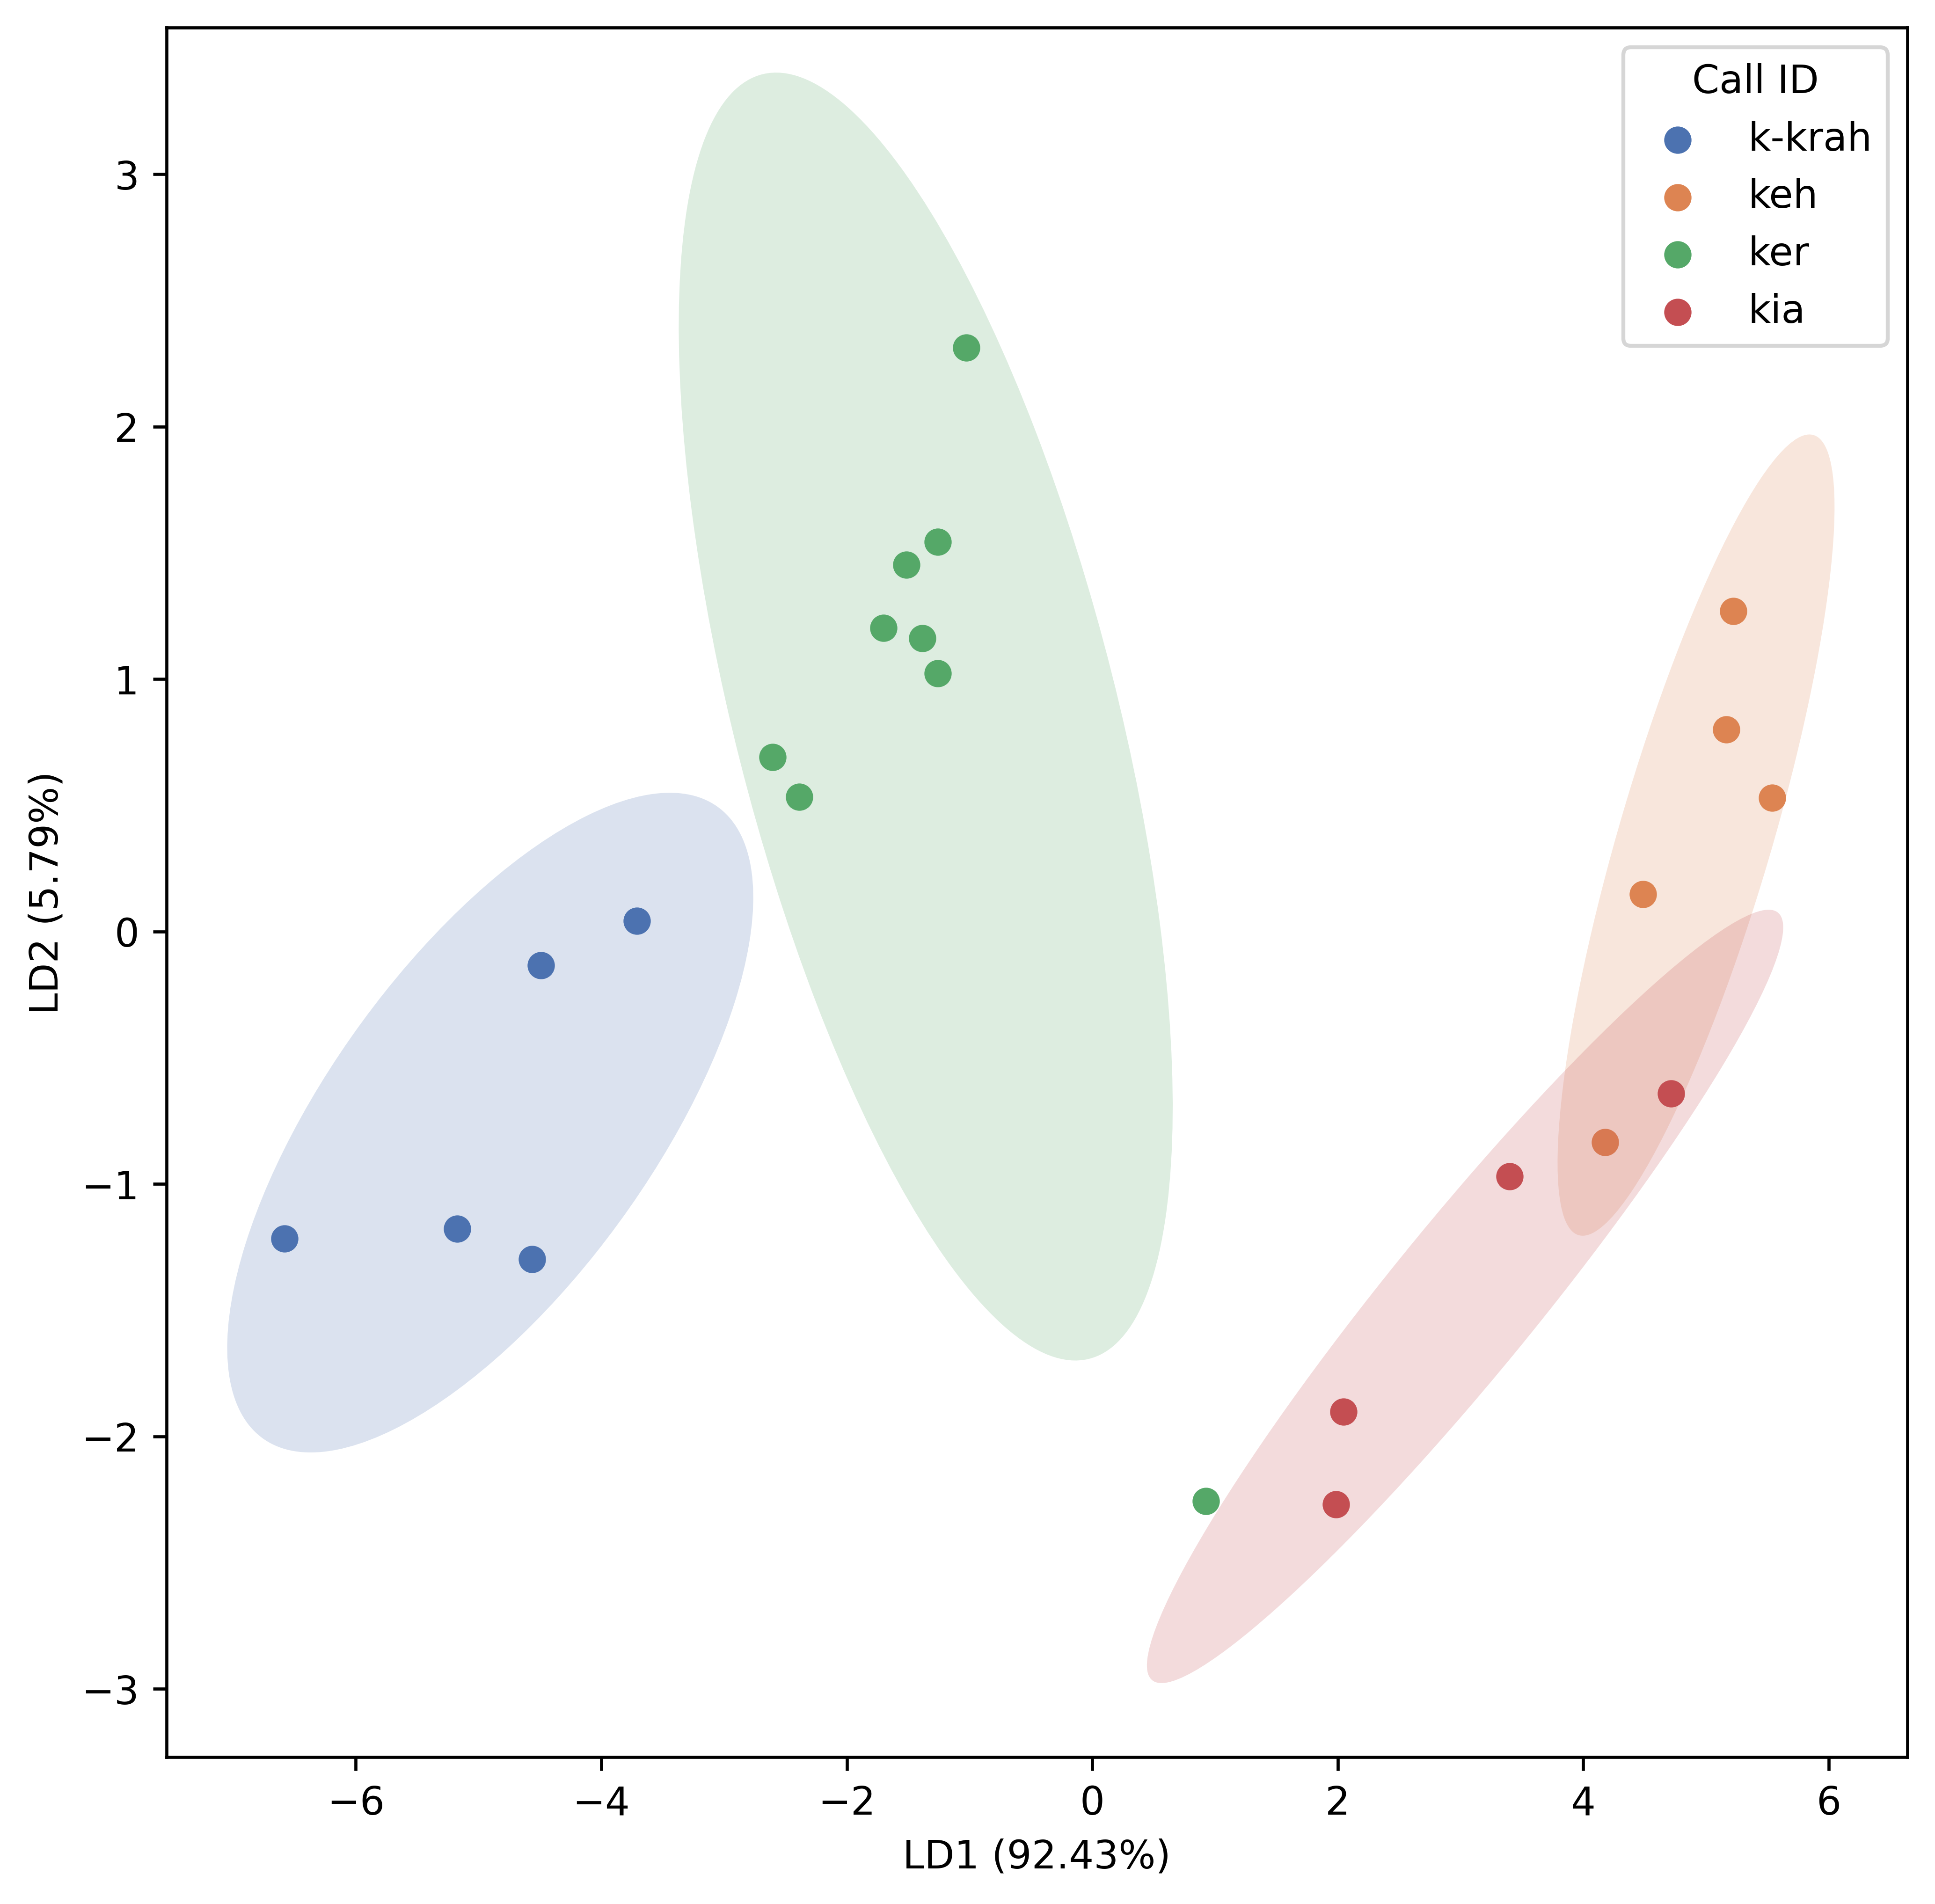 Call ID
k-krah
keh
ker
kia
3
2
1
0
−1
−2
−3
LD2 (5.79%)
−6 −4 −2 0 2 4 6
LD1 (92.43%)